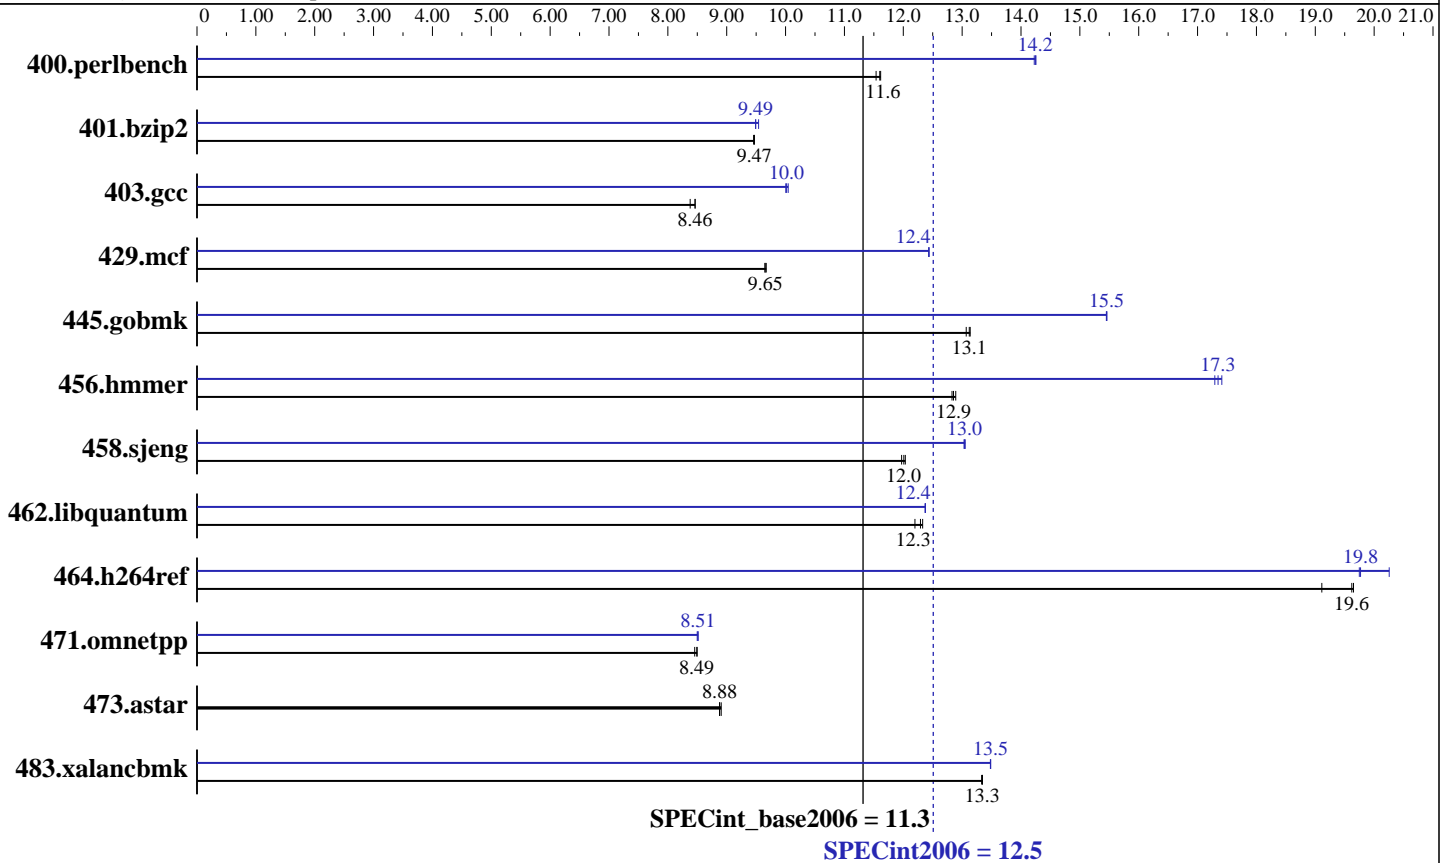 0 1.00 2.00 3.00 4.00 5.00 6.00 7.00 8.00 9.00 10.0 11.0 12.0 13.0 14.0 15.0 16.0 17.0 18.0 19.0 20.0 21.0
400.perlbench
14.2
11.6
401.bzip2
9.49
9.47
403.gcc
10.0
8.46
429.mcf
12.4
9.65
445.gobmk
15.5
13.1
456.hmmer
17.3
12.9
458.sjeng
13.0
12.0
462.libquantum
12.4
12.3
464.h264ref
19.8
19.6
471.omnetpp
8.51
8.49
473.astar
8.88
483.xalancbmk
13.5
13.3
SPECint_base2006 = 11.3
SPECint2006 = 12.5